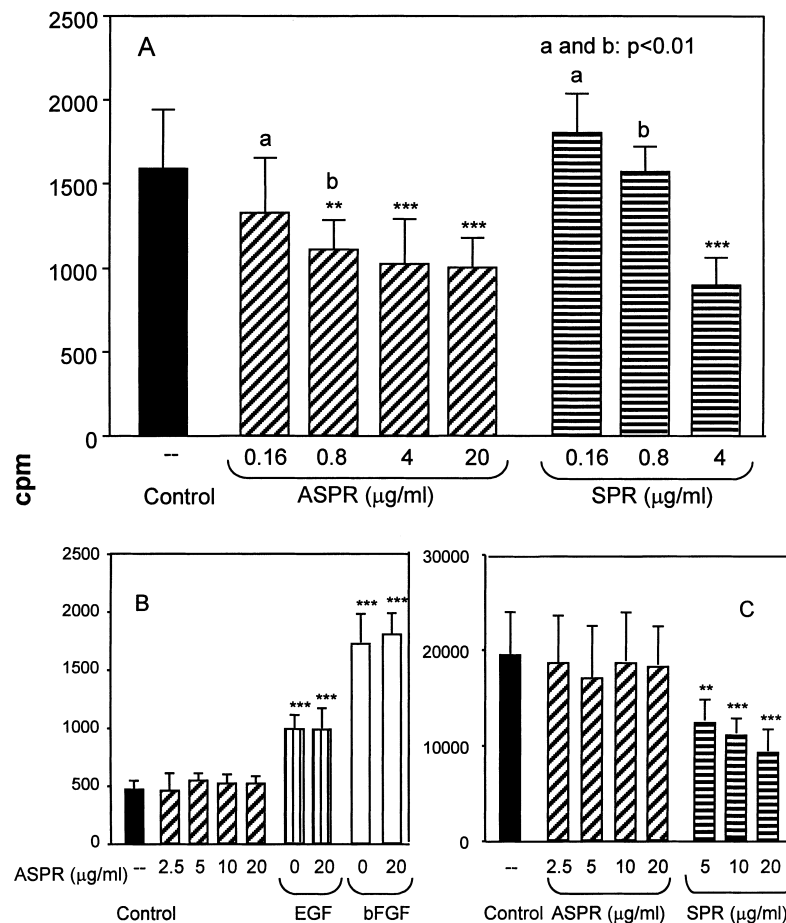 2500
A
a and b: p<0.01
a
2000
a
b
b
1500
**
***
***
***
1000
500
0
--
0.16
0.8
4
20
0.16
0.8
4
Control
ASPR (μg/ml)
SPR (μg/ml)
cpm
2500
B
2000
***
***
1500
1000
***
***
500
0
ASPR (μg/ml)
--
2.5
5
10
20
0
20
0
20
Control
EGF
bFGF
30000
C
20000
**
***
***
10000
0
--
2.5
5
10
20
5
10
20
Control
ASPR (μg/ml)
SPR (μg/ml)